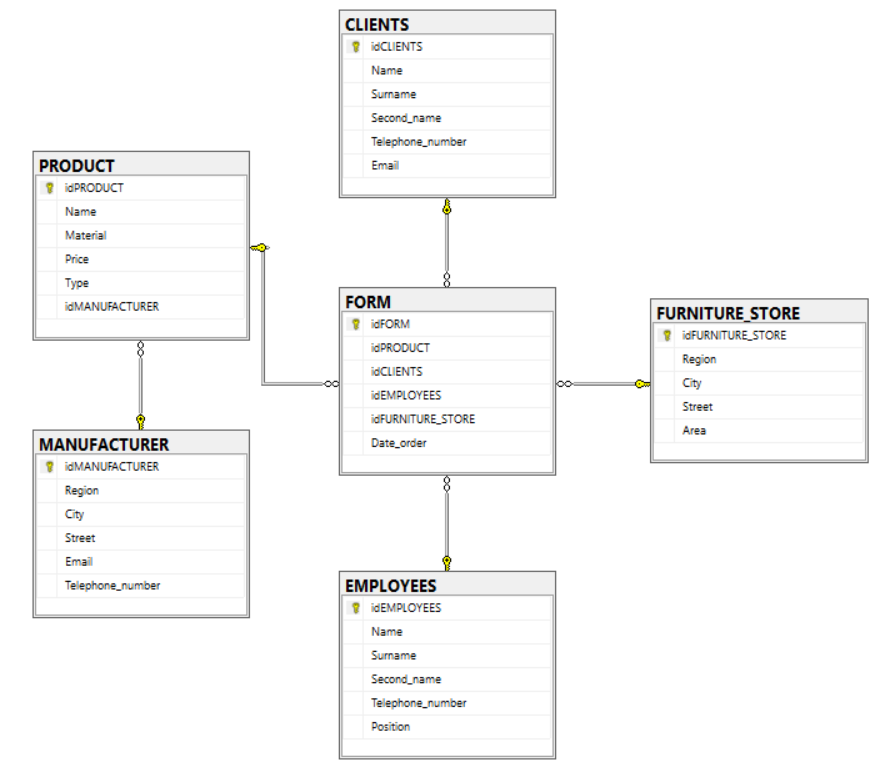 CLIENTS
idCLIENTS
Name
Surname
Second_name
Telephone_number
Email
PRODUCT
idPRODUCT
Name
Material
Price
Type
idMANUFACTURER
FORM
idFORM
idPRODUCT
idCLIENTS
idEMPLOYEES
idFURNITURE_STORE
Date_order
FURNITURE_STORE
idFURNITURE_STORE
Region
City
Street
Area
MANUFACTURER
idMANUFACTURER
Region
City
Street
Email
Telephone_number
EMPLOYEES
idEMPLOYEES
Name
Surname
Second_name
Telephone_number
Position